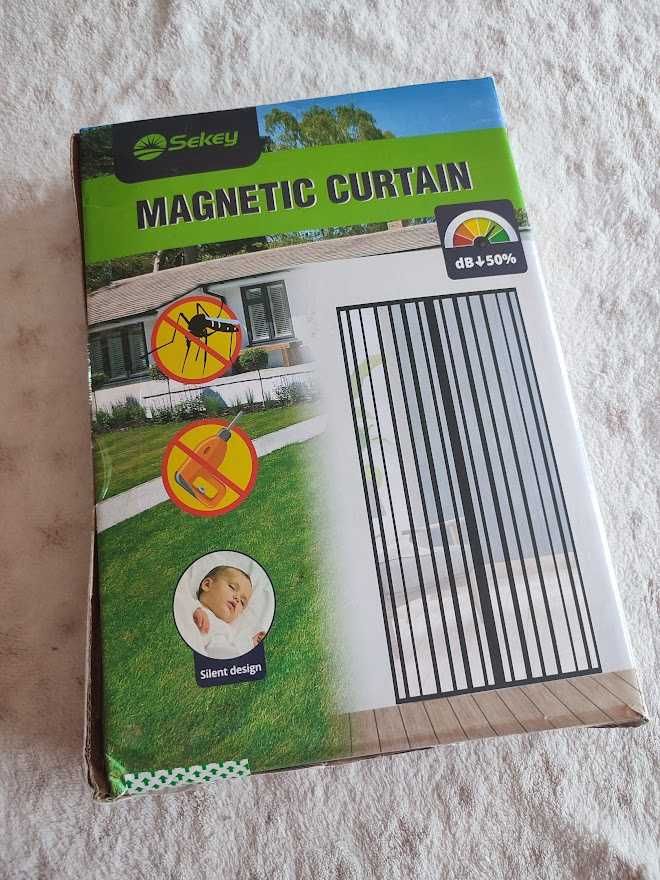 Sekey
MAGNETIC CURTAIN
dB↓50%
Silent design